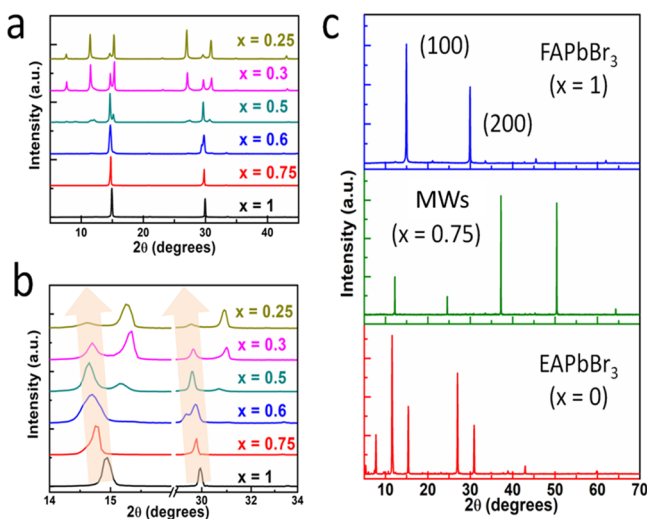 a
x = 0.25
x = 0.3
x = 0.5
x = 0.6
x = 0.75
x = 1
Intensity (a.u.)
10 20 30 40
2θ (degrees)
b
x = 0.25
x = 0.3
x = 0.5
x = 0.6
x = 0.75
x = 1
Intensity (a.u.)
14 15 30 32 34
2θ (degrees)
c
(100)
FAPbBr₃
(x = 1)
(200)
MWs
(x = 0.75)
EAPbBr₃
(x = 0)
Intensity (a.u.)
10 20 30 40 50 60 70
2θ (degrees)